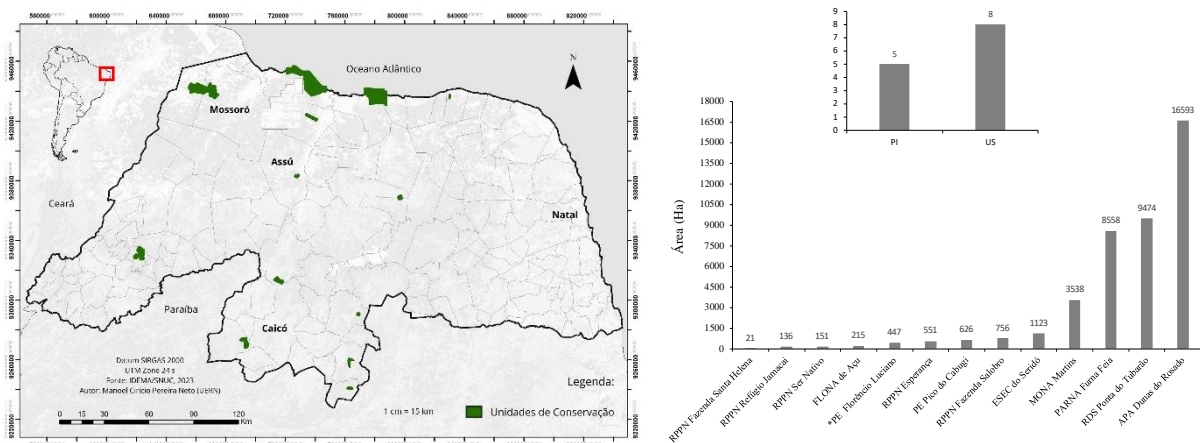 580000 600000 640000 680000 720000 760000 800000 840000 880000 920000
9460000
9420000
9380000
9340000
9300000
9260000
9220000
Oceano Atlântico
N
Mossoró
Assú
Ceará
Natal
Paraíba
Caicó
Datum SIRGAS 2000
UTM Zone 24 s
Fonte: IDEMA/SNUC, 2023
Autor: Manoel Cirício Pereira Neto (UERN)
0 15 30 60 90 120
Km
1 cm = 15 km
Legenda:
Unidades de Conservação
9
8
7
6
5
4
3
2
1
0
5
8
PI
US
Área (Ha)
18000
16500
15000
13500
12000
10500
9000
7500
6000
4500
3000
1500
0
21
136
151
215
447
551
626
756
1123
3538
8558
9474
16593
RPPN Fazenda Santa Helena
RPPN Refúgio Jamacaí
RPPN Ser Nativo
FLONA de Açu
*PE Florêncio Luciano
RPPN Esperança
PE Pico do Cabugi
RPPN Fazenda Salobro
ESEC do Seridó
MONA Martins
PARNA Furna Feia
RDS Ponta do Tubarão
APA Dunas do Rosado